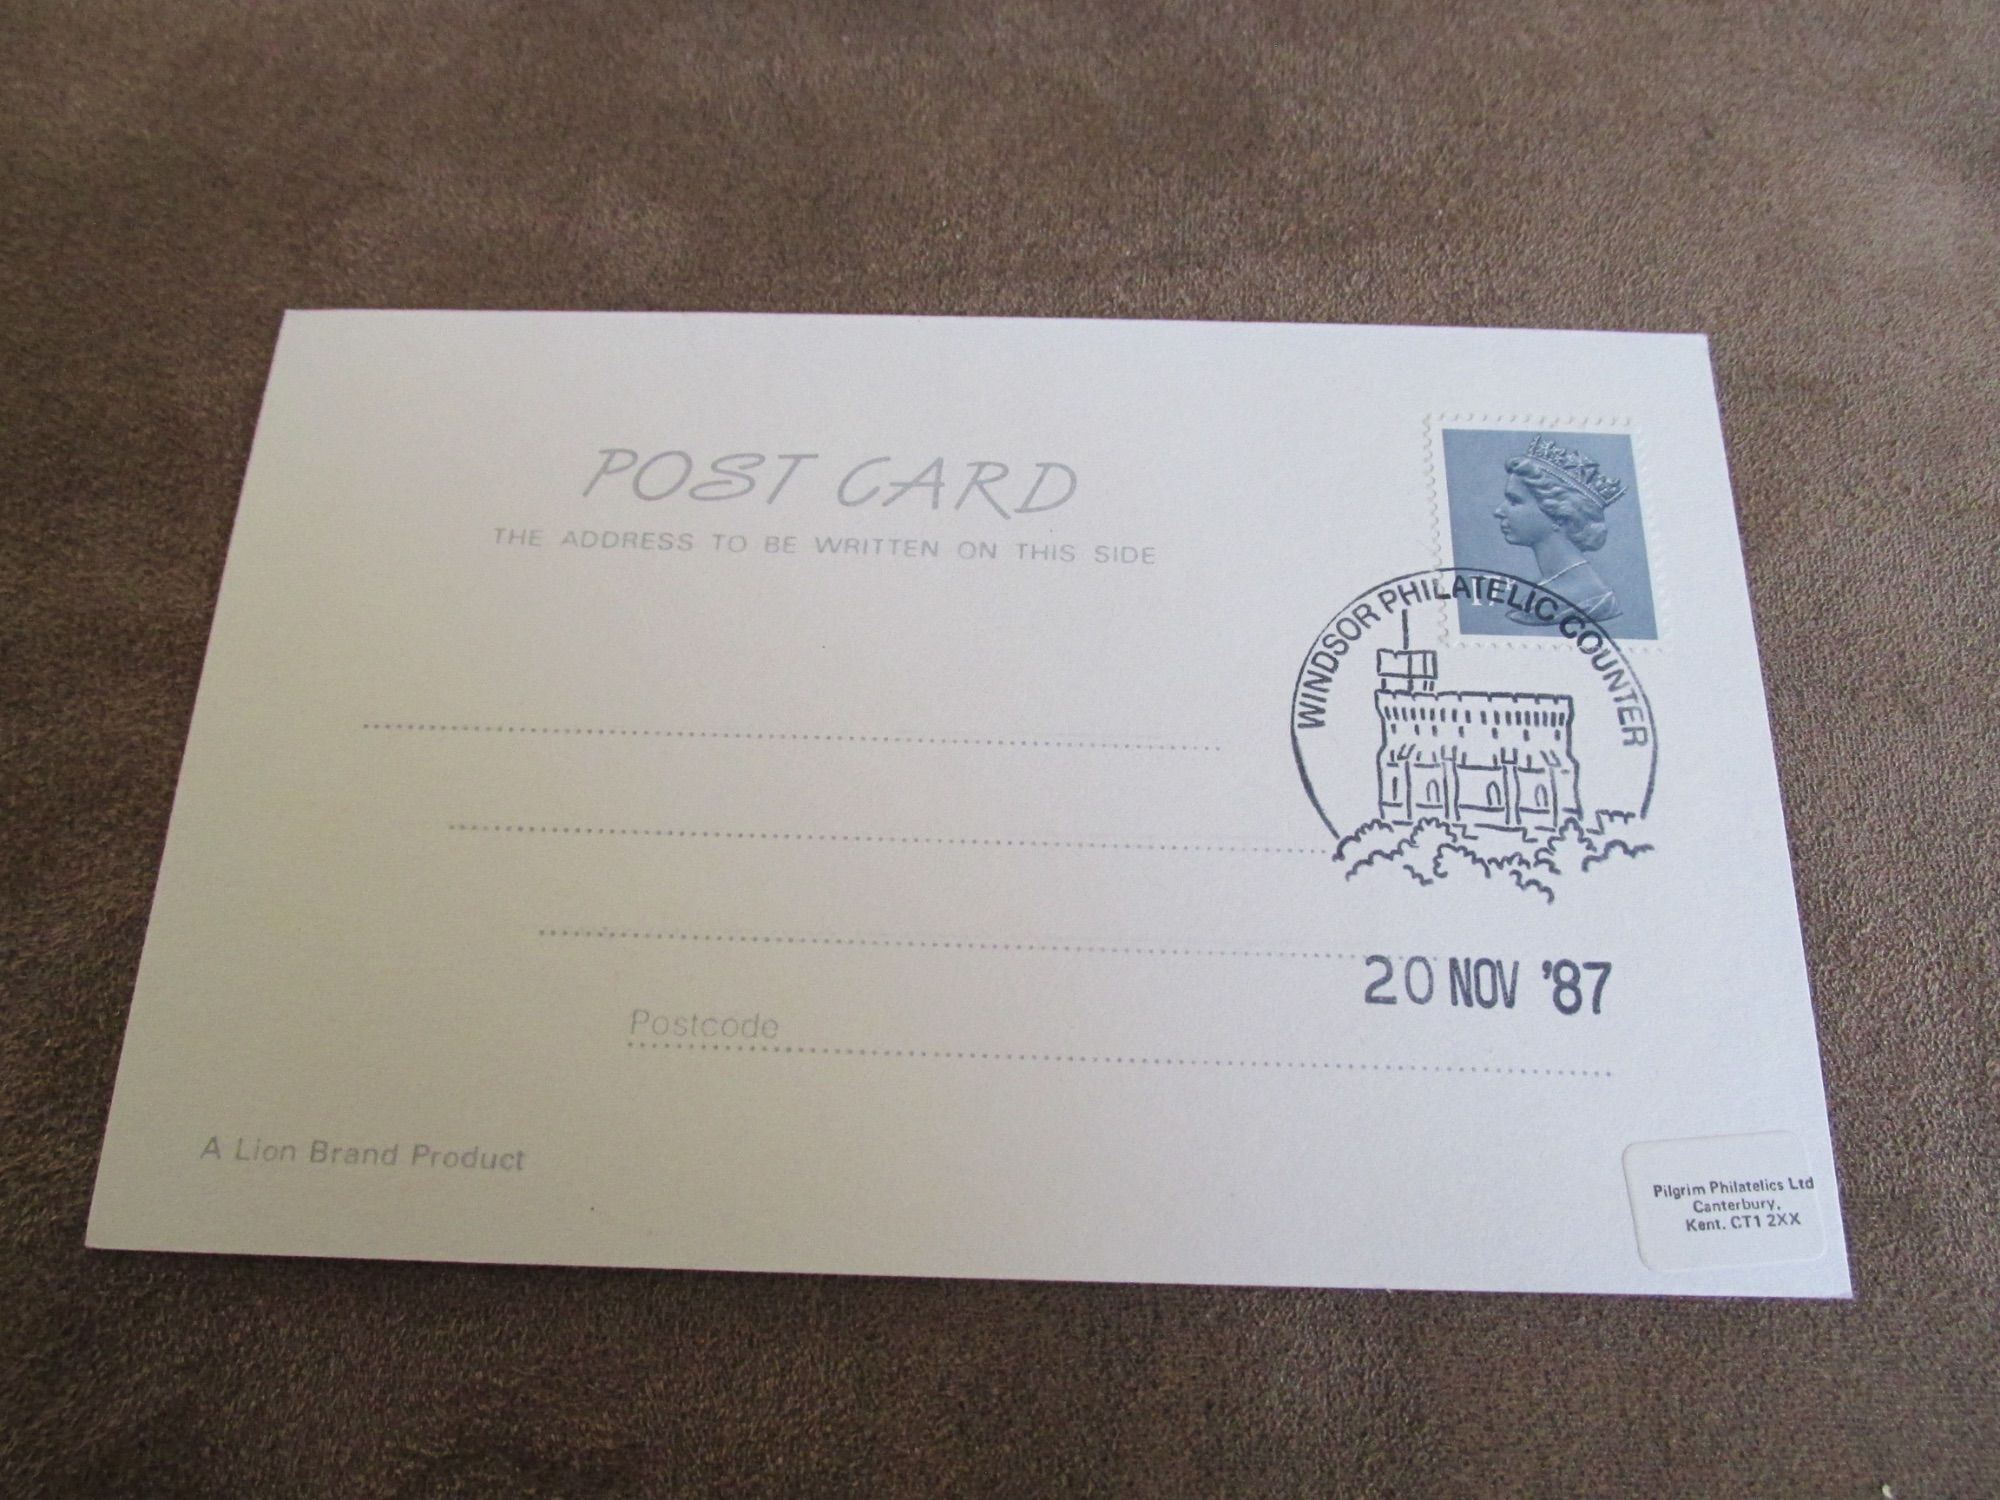 POST CARD
THE ADDRESS TO BE WRITTEN ON THIS SIDE
WINDSOR PHILATELIC COUNTER
20 NOV '87
Postcode
A Lion Brand Product
Pilgrim Philatelics Ltd
Canterbury,
Kent. CT1 2XX